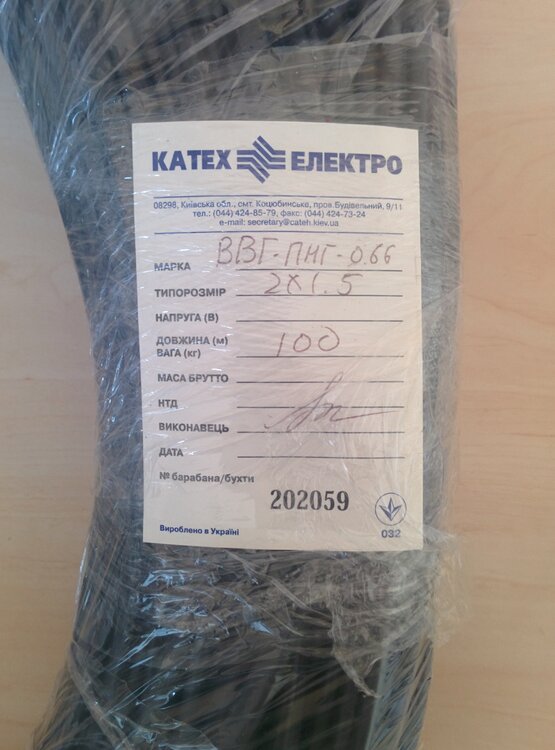 КАТЕХ ЕЛЕКТРО
08298, Київська обл., смт. Коцюбинське, пров.Будівельний, 9/11
тел.: (044) 424-85-79, факс: (044) 424-73-24
e-mail: secretary@cateh.kiev.ua
МАРКА ВВГ-ПНГ-0.66
ТИПОРОЗМІР 2х1.5
НАПРУГА (В)
ДОВЖИНА (м) 100
ВАГА (кг)
МАСА БРУТТО
НТД
ВИКОНАВЕЦЬ
ДАТА
№ барабана/бухти
202059
Вироблено в Україні
032